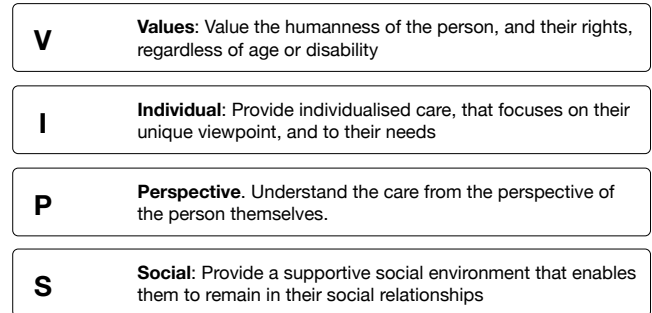 V
Values: Value the humanness of the person, and their rights,
regardless of age or disability
I
Individual: Provide individualised care, that focuses on their
unique viewpoint, and to their needs
P
Perspective. Understand the care from the perspective of
the person themselves.
S
Social: Provide a supportive social environment that enables
them to remain in their social relationships